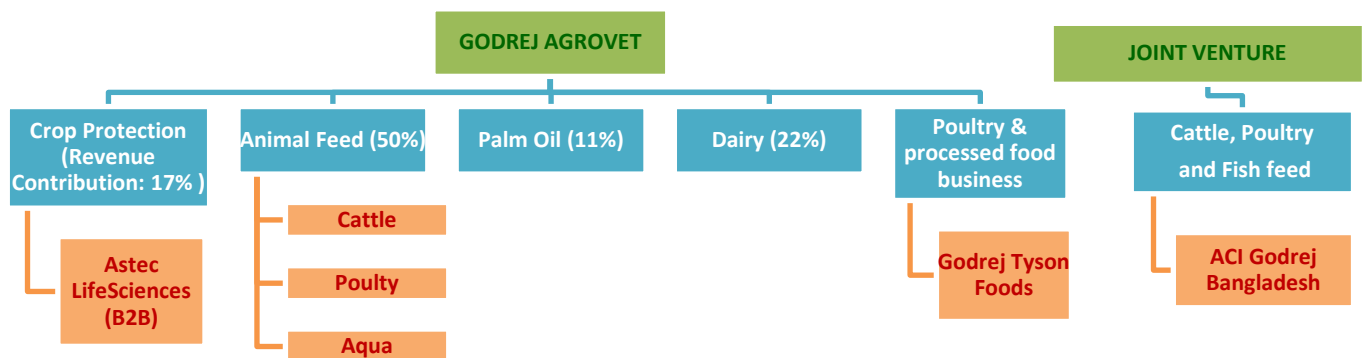 GODREJ AGROVET
JOINT VENTURE
Crop Protection
(Revenue
Contribution: 17% )
Animal Feed (50%)
Palm Oil (11%)
Dairy (22%)
Poultry &
processed food
business
Cattle, Poultry
and Fish feed
Astec
LifeSciences
(B2B)
Cattle
Poulty
Aqua
Godrej Tyson
Foods
ACI Godrej
Bangladesh